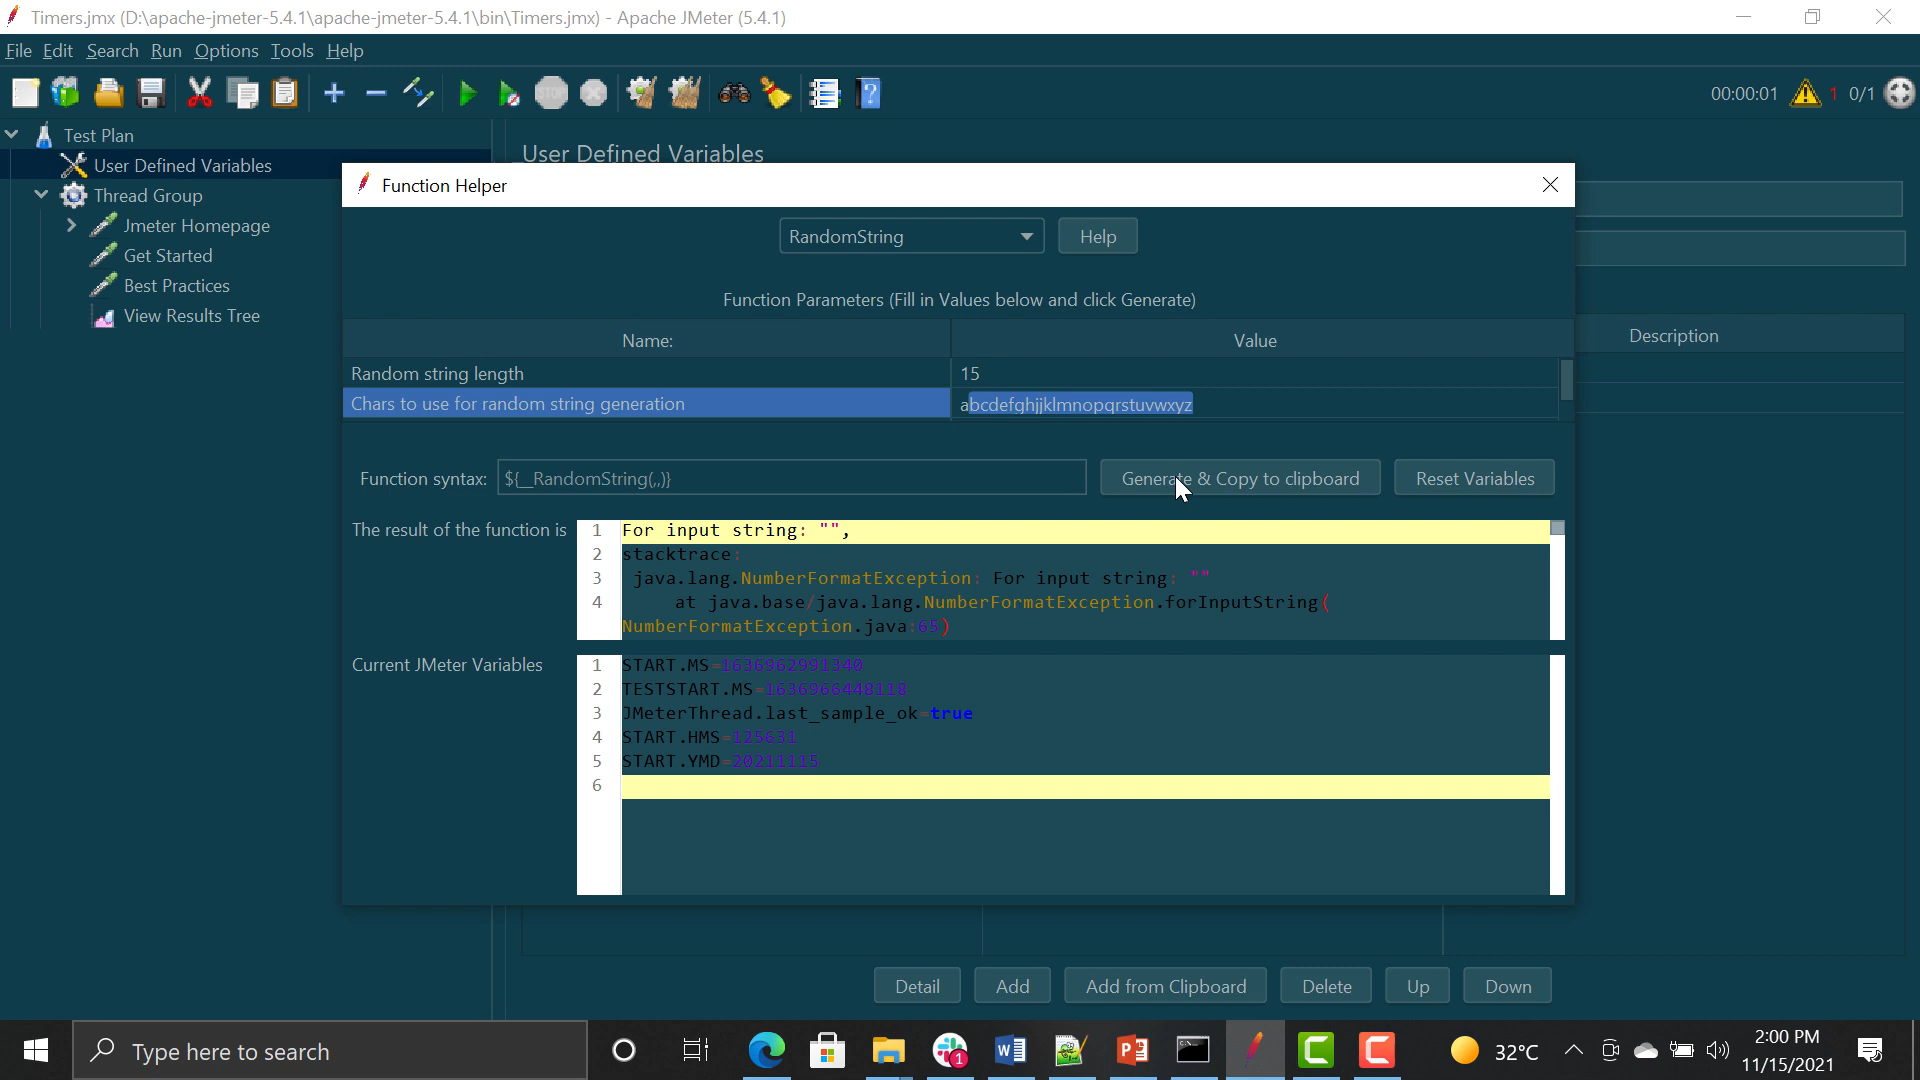 Timers.jmx (D:\apache-jmeter-5.4.1\apache-jmeter-5.4.1\bin\Timers.jmx) - Apache JMeter (5.4.1)
File Edit Search Run Options Tools Help
STOP
00:00:01 1 0/1
Test Plan
User Defined Variables
Thread Group
Jmeter Homepage
Get Started
Best Practices
View Results Tree
User Defined Variables
Description
Function Helper
RandomString Help
Function Parameters (Fill in Values below and click Generate)
Name: Value
Random string length 15
Chars to use for random string generation abcdefghjjklmnopqrstuvwxyz
Function syntax: ${__RandomString(,,)} Generate & Copy to clipboard Reset Variables
The result of the function is
1 For input string: "",
2 stacktrace:
3 java.lang.NumberFormatException: For input string: ""
4 at java.base/java.lang.NumberFormatException.forInputString(
NumberFormatException.java:65)
Current JMeter Variables
1 START.MS=1636962991340
2 TESTSTART.MS=1636966448118
3 JMeterThread.last_sample_ok=true
4 START.HMS=125631
5 START.YMD=20211115
6
Detail Add Add from Clipboard Delete Up Down
Type here to search
1
32°C
2:00 PM
11/15/2021